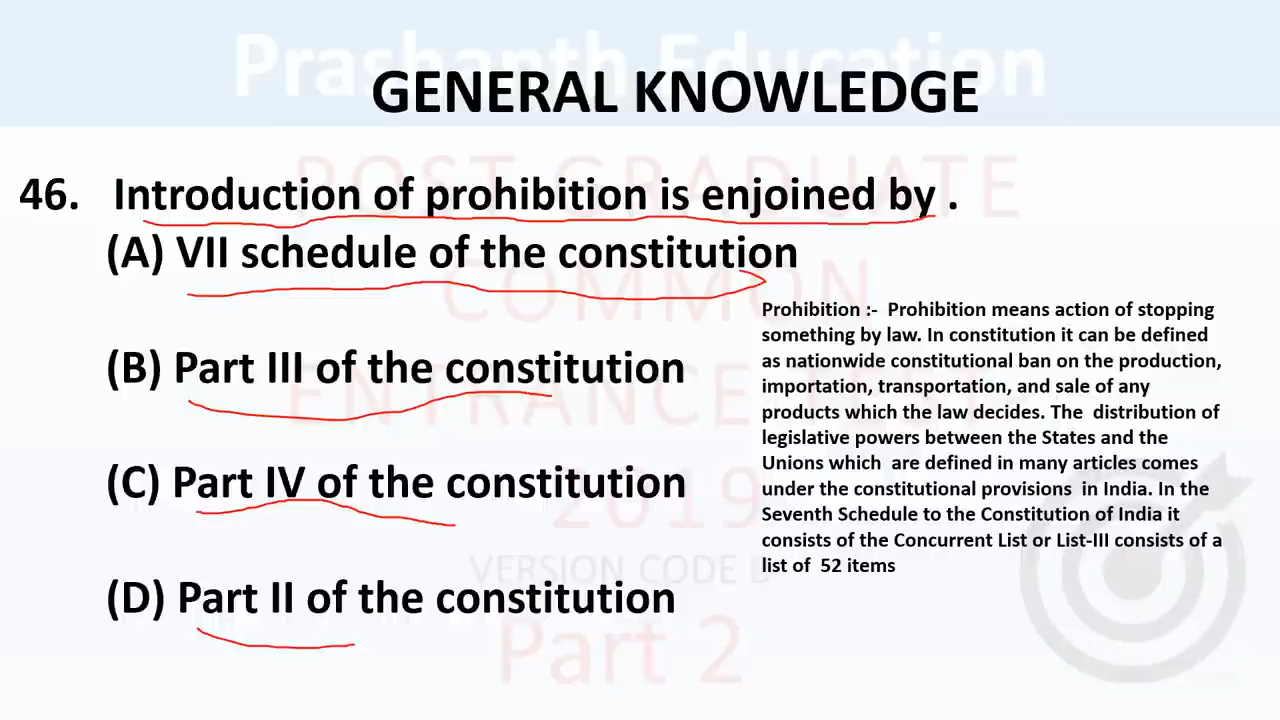 Prashanth Education
GENERAL KNOWLEDGE
POST GRADUATE
46. Introduction of prohibition is enjoined by .
(A) VII schedule of the constitution
COMMON
Prohibition :- Prohibition means action of stopping
something by law. In constitution it can be defined
as nationwide constitutional ban on the production,
importation, transportation, and sale of any
products which the law decides. The distribution of
legislative powers between the States and the
Unions which are defined in many articles comes
under the constitutional provisions in India. In the
Seventh Schedule to the Constitution of India it
consists of the Concurrent List or List-III consists of a
list of 52 items
(B) Part III of the constitution
ENTRANCE TEST
(C) Part IV of the constitution
2019
VERSION CODE
(D) Part II of the constitution
Part 2